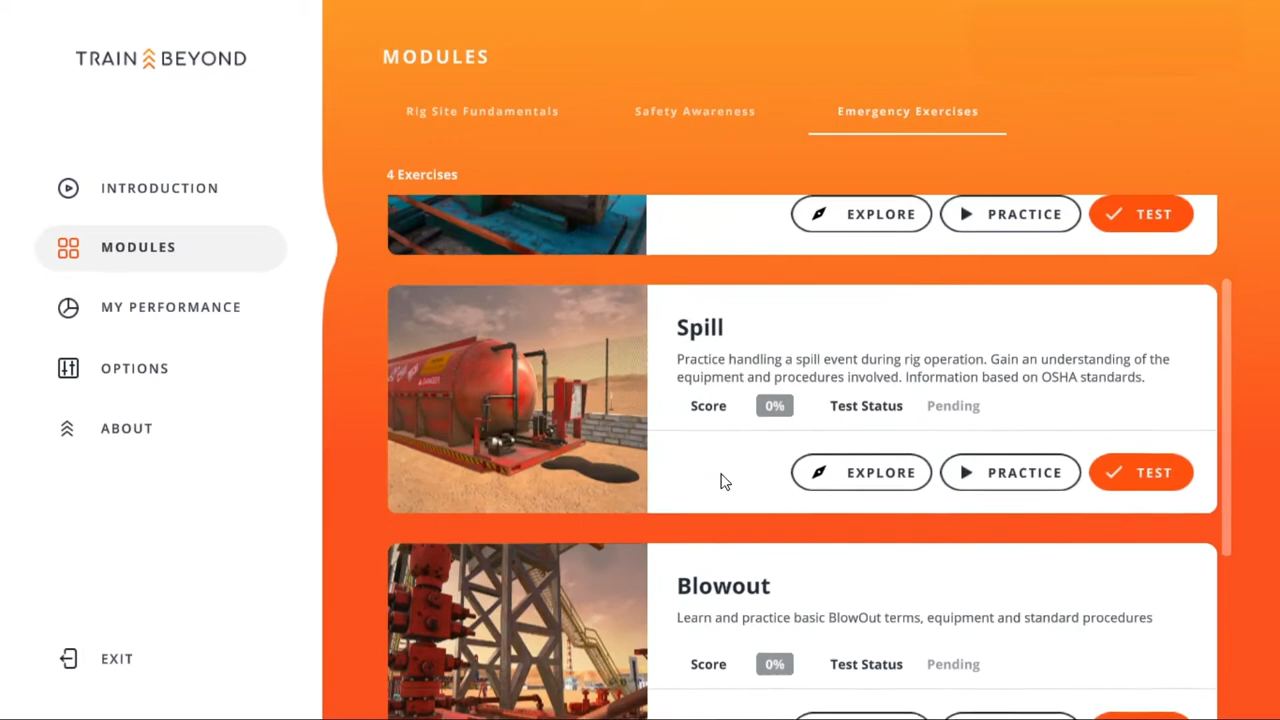 TRAIN BEYOND
INTRODUCTION
MODULES
MY PERFORMANCE
OPTIONS
ABOUT
EXIT
MODULES
Rig Site Fundamentals
Safety Awareness
Emergency Exercises
4 Exercises
EXPLORE
PRACTICE
TEST
Spill
Practice handling a spill event during rig operation. Gain an understanding of the
equipment and procedures involved. Information based on OSHA standards.
Score 0% Test Status Pending
EXPLORE
PRACTICE
TEST
Blowout
Learn and practice basic BlowOut terms, equipment and standard procedures
Score 0% Test Status Pending